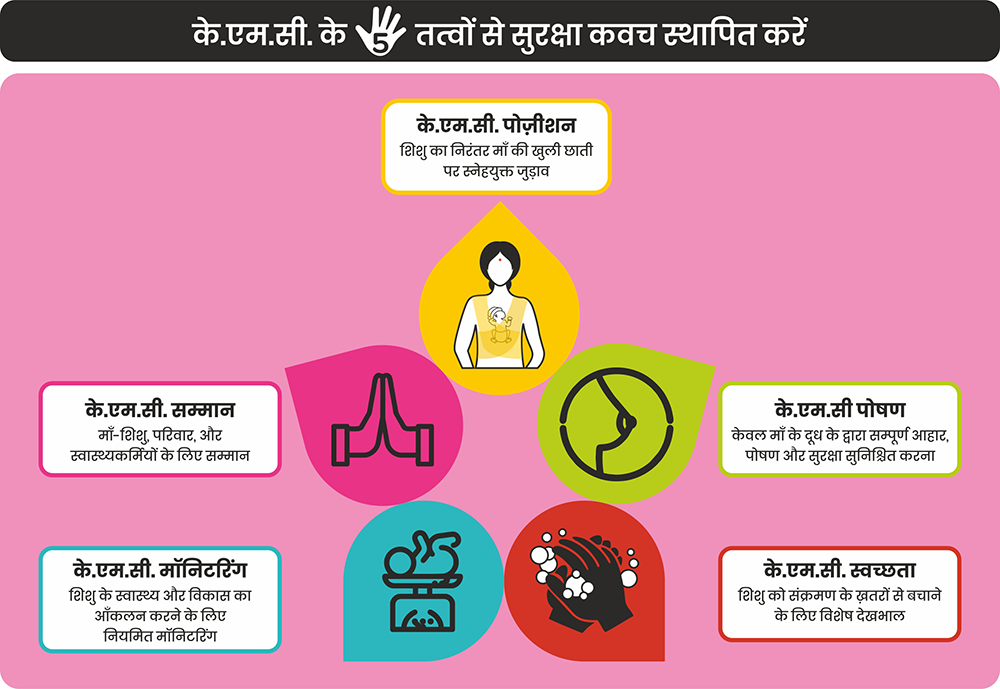 के.एम.सी. के 5 तत्वों से सुरक्षा कवच स्थापित करें
के.एम.सी. पोज़ीशन
शिशु का निरंतर माँ की खुली छाती
पर स्नेहयुक्त जुड़ाव
के.एम.सी. सम्मान
माँ-शिशु, परिवार, और
स्वास्थ्यकर्मियों के लिए सम्मान
के.एम.सी पोषण
केवल माँ के दूध के द्वारा सम्पूर्ण आहार,
पोषण और सुरक्षा सुनिश्चित करना
के.एम.सी. मॉनिटरिंग
शिशु के स्वास्थ्य और विकास का
आँकलन करने के लिए
नियमित मॉनिटरिंग
के.एम.सी. स्वच्छता
शिशु को संक्रमण के ख़तरों से बचाने
के लिए विशेष देखभाल